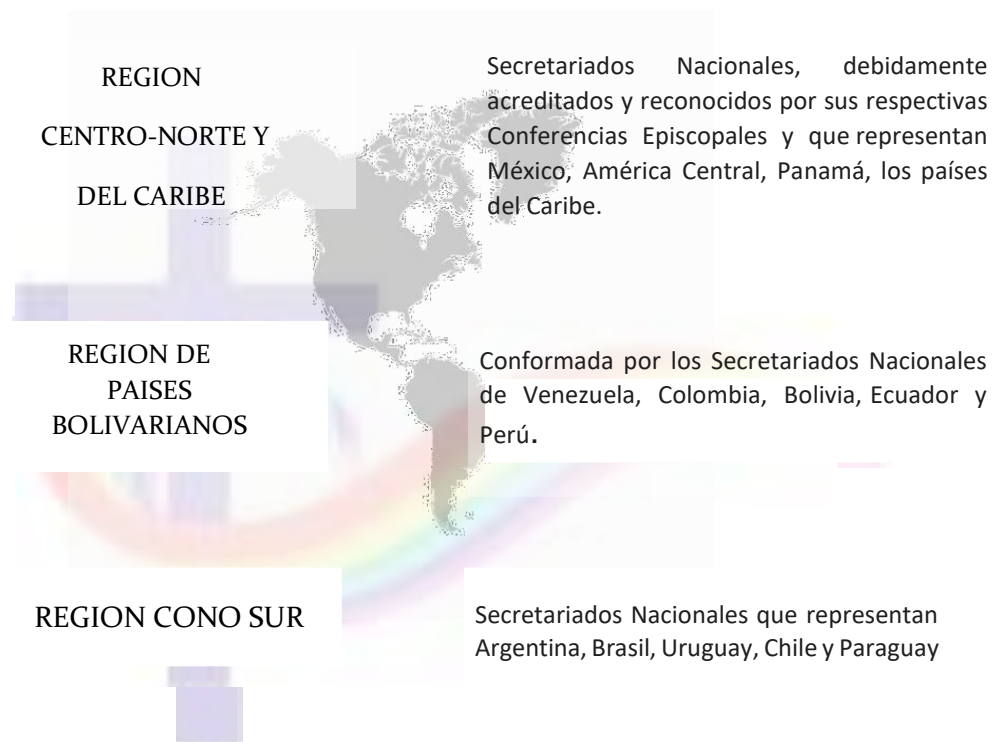 REGION
CENTRO-NORTE Y
DEL CARIBE
Secretariados Nacionales, debidamente
acreditados y reconocidos por sus respectivas
Conferencias Episcopales y que representan
México, América Central, Panamá, los países
del Caribe.
REGION DE
PAISES
BOLIVARIANOS
Conformada por los Secretariados Nacionales
de Venezuela, Colombia, Bolivia, Ecuador y
Perú.
REGION CONO SUR
Secretariados Nacionales que representan
Argentina, Brasil, Uruguay, Chile y Paraguay